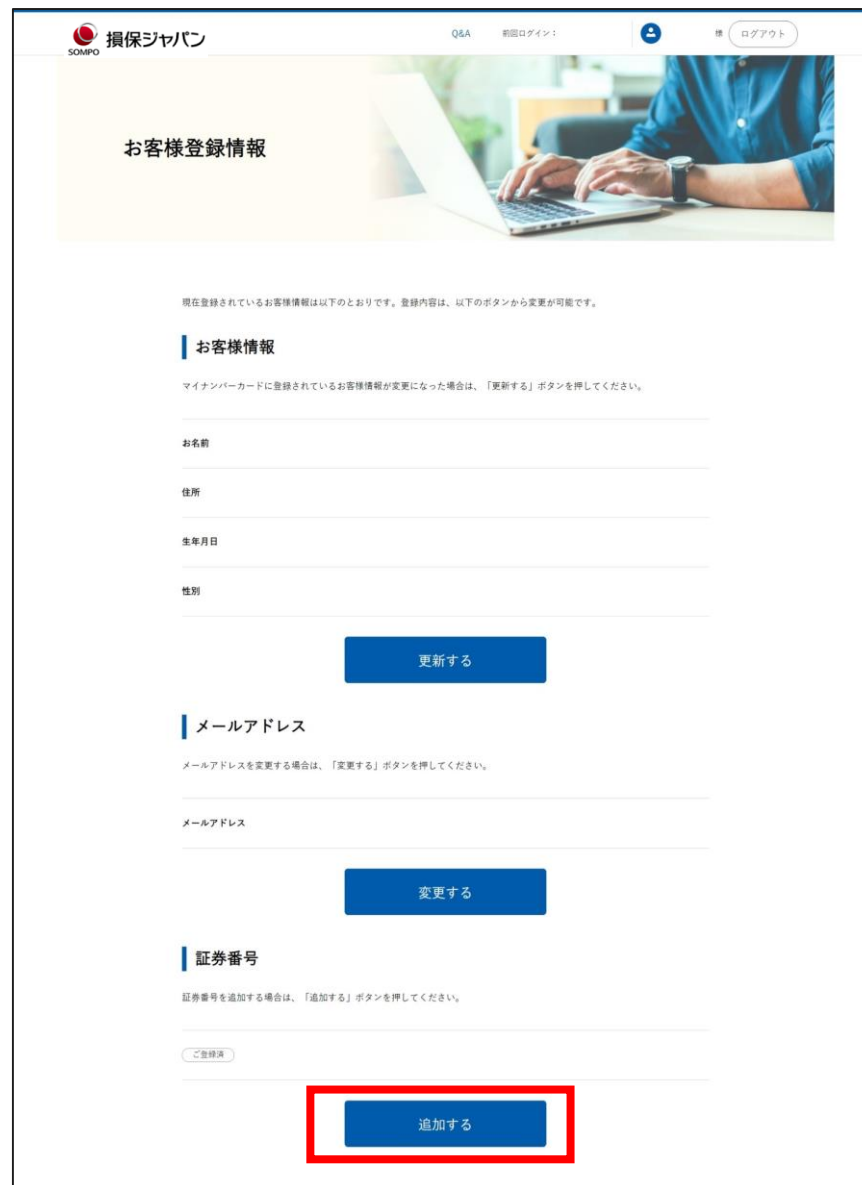 SOMPO 損保ジャパン
Q&A 前回ログイン： 様 ログアウト
お客様登録情報
現在登録されているお客様情報は以下のとおりです。登録内容は、以下のボタンから変更が可能です。
お客様情報
マイナンバーカードに登録されているお客様情報が変更になった場合は、「更新する」ボタンを押してください。
お名前
住所
生年月日
性別
更新する
メールアドレス
メールアドレスを変更する場合は、「変更する」ボタンを押してください。
メールアドレス
変更する
証券番号
証券番号を追加する場合は、「追加する」ボタンを押してください。
ご登録済
追加する